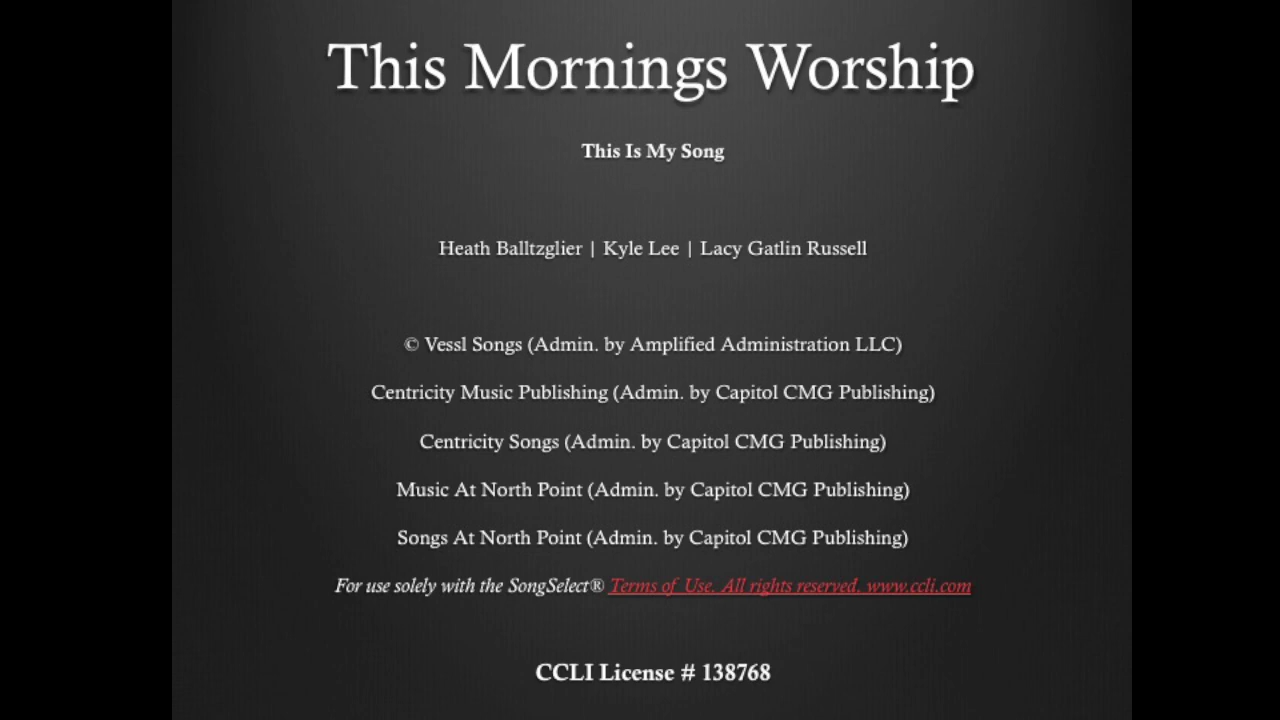 This Mornings Worship
This Is My Song
Heath Balltzglier | Kyle Lee | Lacy Gatlin Russell
© Vessl Songs (Admin. by Amplified Administration LLC)
Centricity Music Publishing (Admin. by Capitol CMG Publishing)
Centricity Songs (Admin. by Capitol CMG Publishing)
Music At North Point (Admin. by Capitol CMG Publishing)
Songs At North Point (Admin. by Capitol CMG Publishing)
For use solely with the SongSelect® Terms of Use. All rights reserved. www.ccli.com
CCLI License # 138768